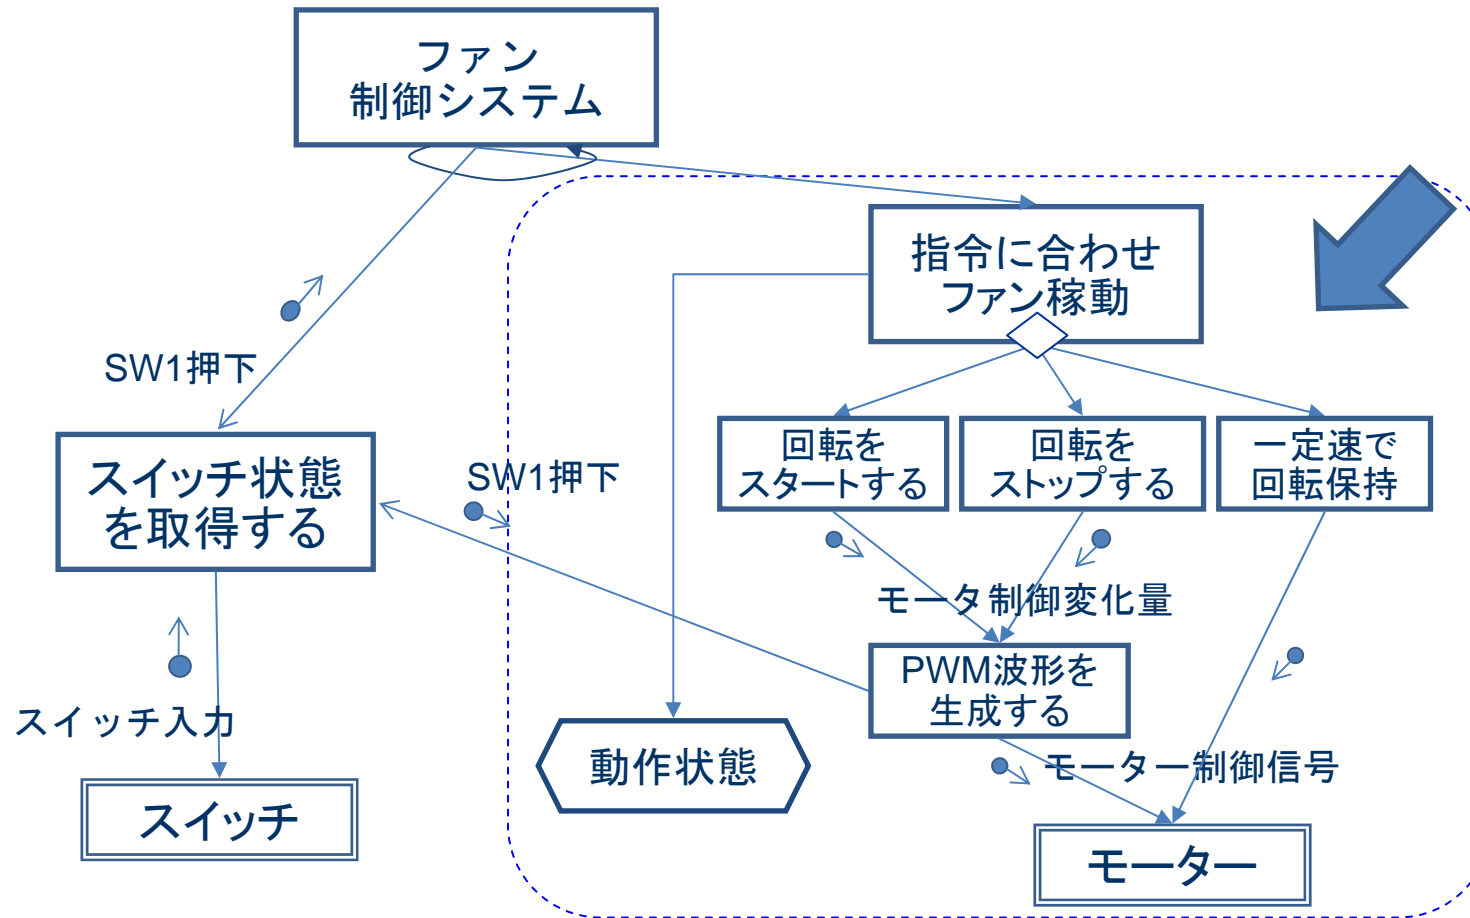 ファン
制御システム
指令に合わせ
ファン稼動
SW1押下
回転を
スタートする
回転を
ストップする
一定速で
回転保持
スイッチ状態
を取得する
SW1押下
モータ制御変化量
PWM波形を
生成する
スイッチ入力
動作状態
モーター制御信号
スイッチ
モーター